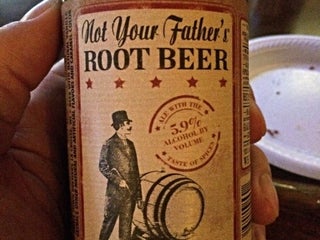 Not Your Father's
ROOT BEER
ALE WITH THE
5.9%
ALCOHOL BY
VOLUME
TASTE OF SPICES